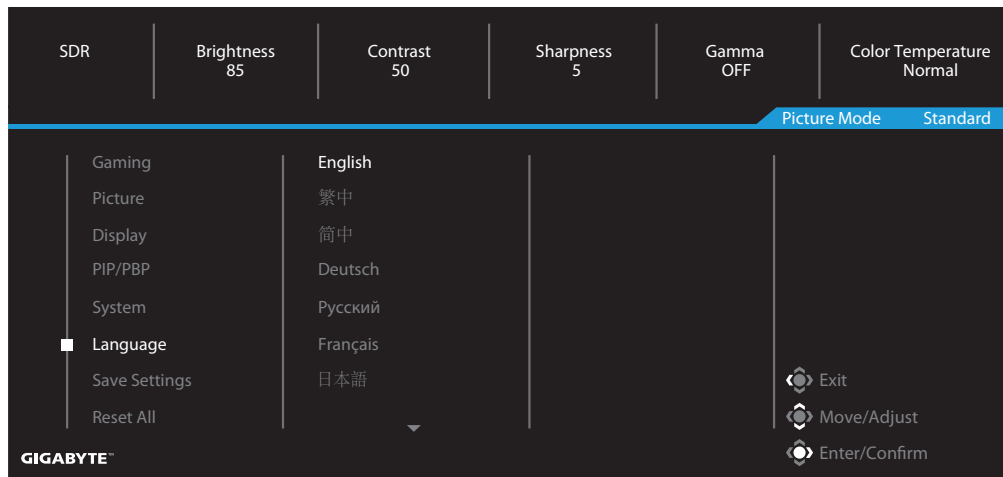 SDR
Brightness
85
Contrast
50
Sharpness
5
Gamma
OFF
Color Temperature
Normal
Picture Mode Standard
Gaming
Picture
Display
PIP/PBP
System
Language
Save Settings
Reset All
English
繁中
简中
Deutsch
Русский
Français
日本語
Exit
Move/Adjust
Enter/Confirm
GIGABYTE™